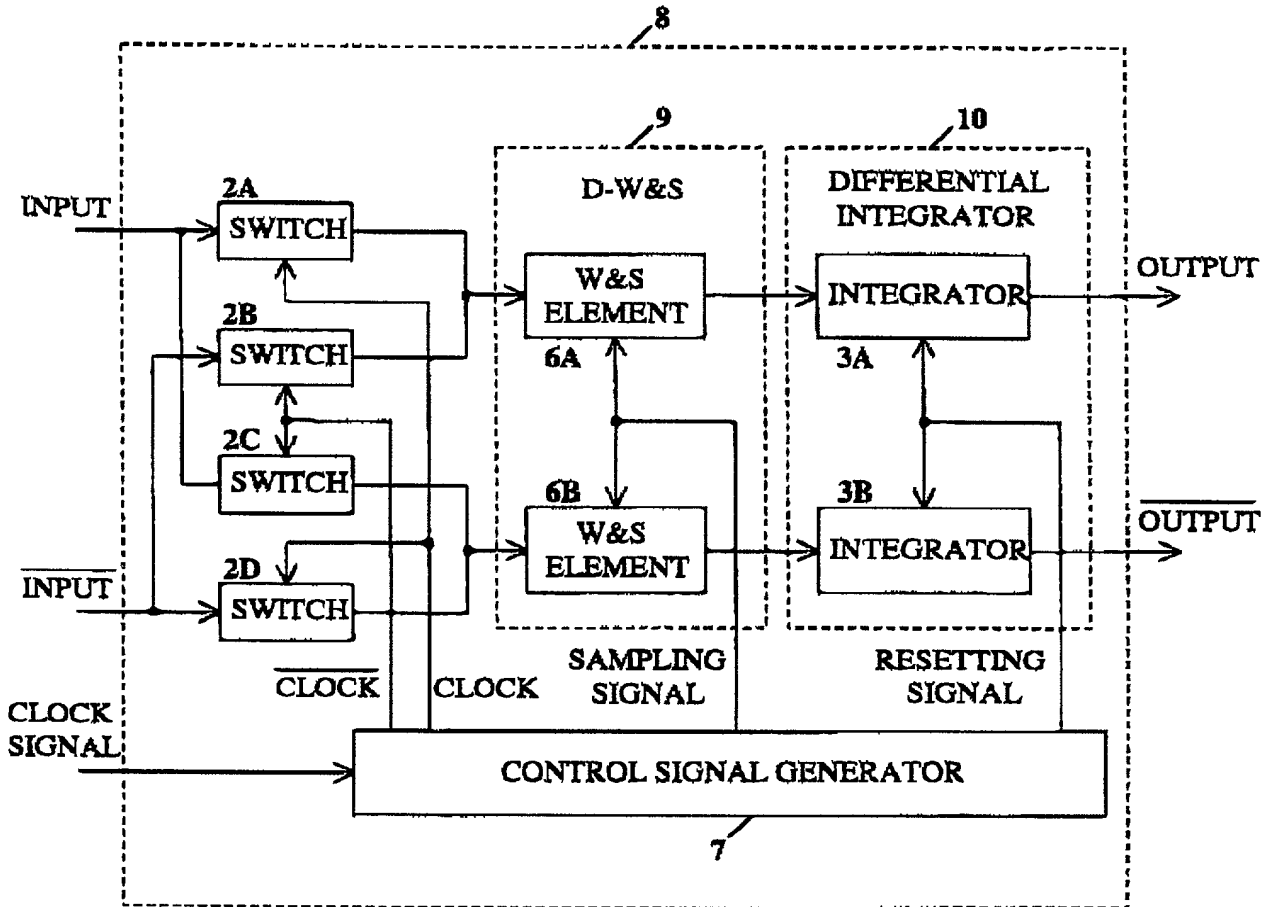 8
9
10
2A
D-W&S
DIFFERENTIAL
INTEGRATOR
INPUT
SWITCH
W&S
ELEMENT
INTEGRATOR
OUTPUT
2B
SWITCH
6A
3A
2C
SWITCH
6B
3B
W&S
ELEMENT
INTEGRATOR
OUTPUT
INPUT
2D
SWITCH
CLOCK
CLOCK
SAMPLING
SIGNAL
RESETTING
SIGNAL
CLOCK
SIGNAL
CONTROL SIGNAL GENERATOR
7